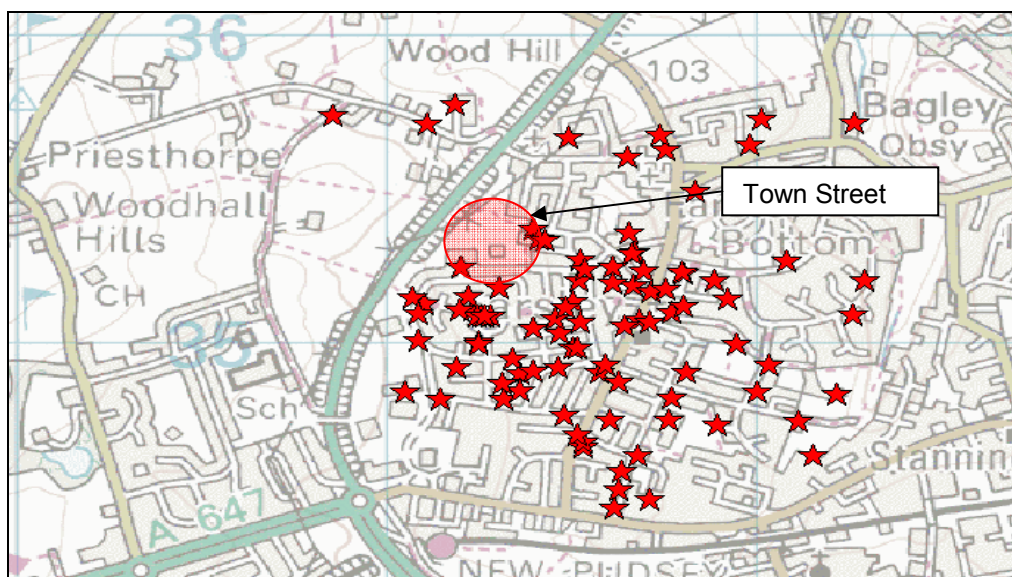 36
Wood Hill
103
Bagley
Obsy
Priesthorpe
Town Street
Woodhall
Hills
Bottom
CH
35
Sch
Stannin
A 647
NEW PUDSEY